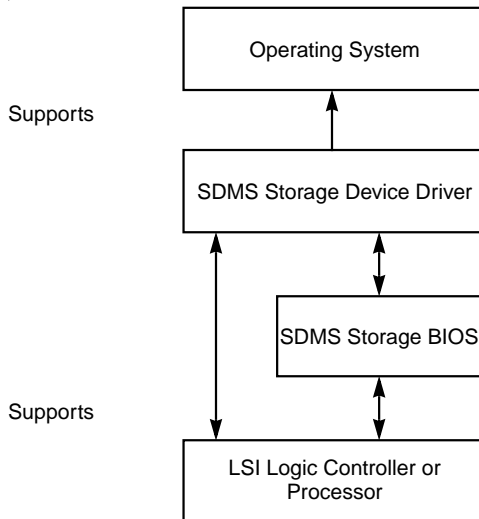 Operating System
Supports
SDMS Storage Device Driver
SDMS Storage BIOS
Supports
LSI Logic Controller or
Processor